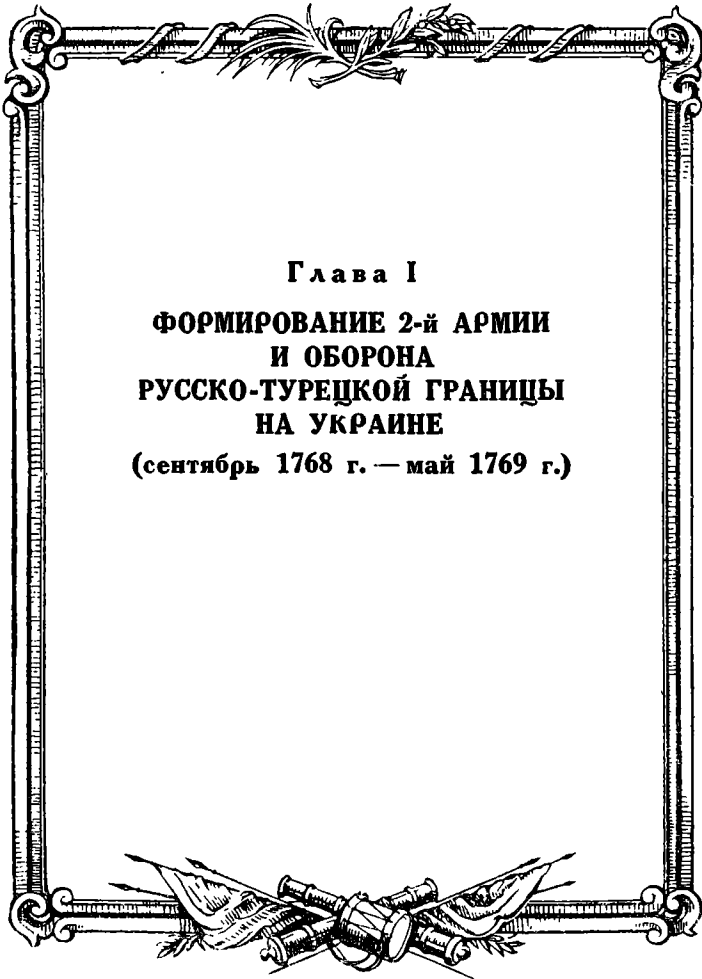 Глава I
ФОРМИРОВАНИЕ 2-й АРМИИ
И ОБОРОНА
РУССКО-ТУРЕЦКОЙ ГРАНИЦЫ
НА УКРАИНЕ
(сентябрь 1768 г. — май 1769 г.)